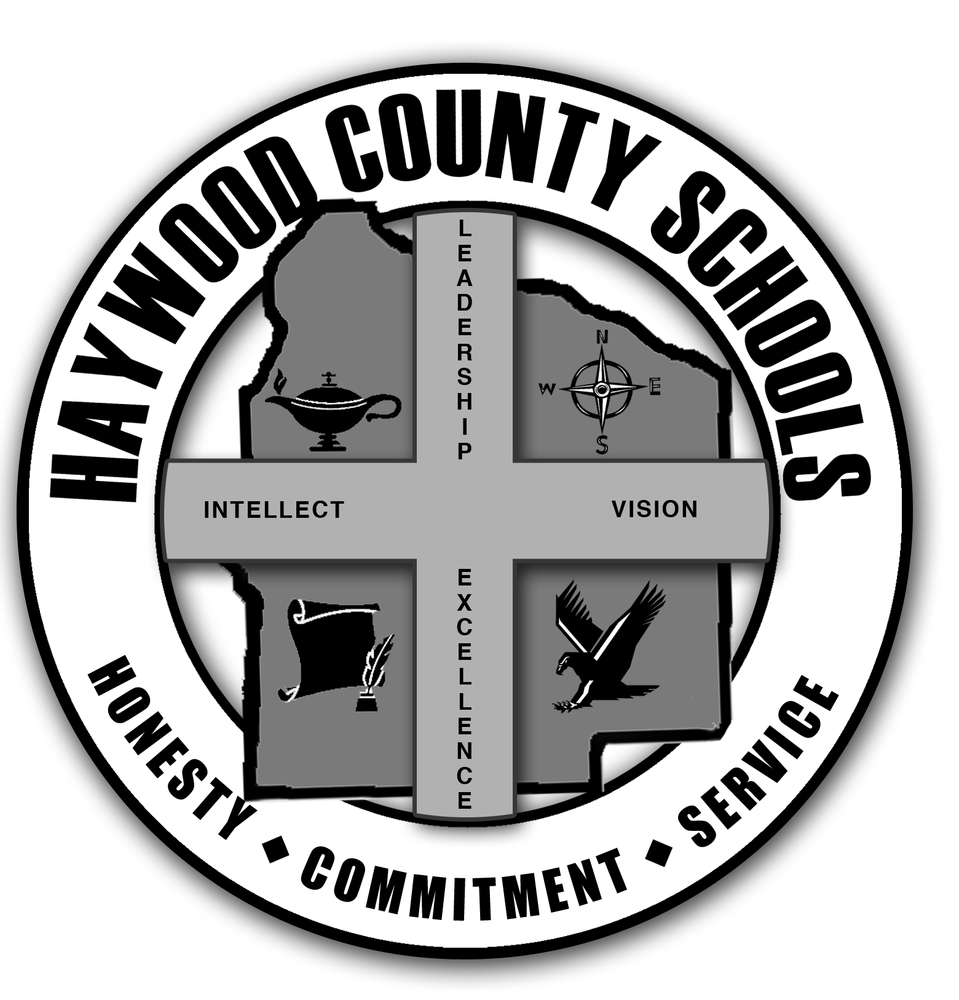 HAYWOOD COUNTY SCHOOLS
LEADERSHIP
N
W E
S
INTELLECT
VISION
EXCELLENCE
HONESTY ◆ COMMITMENT ◆ SERVICE